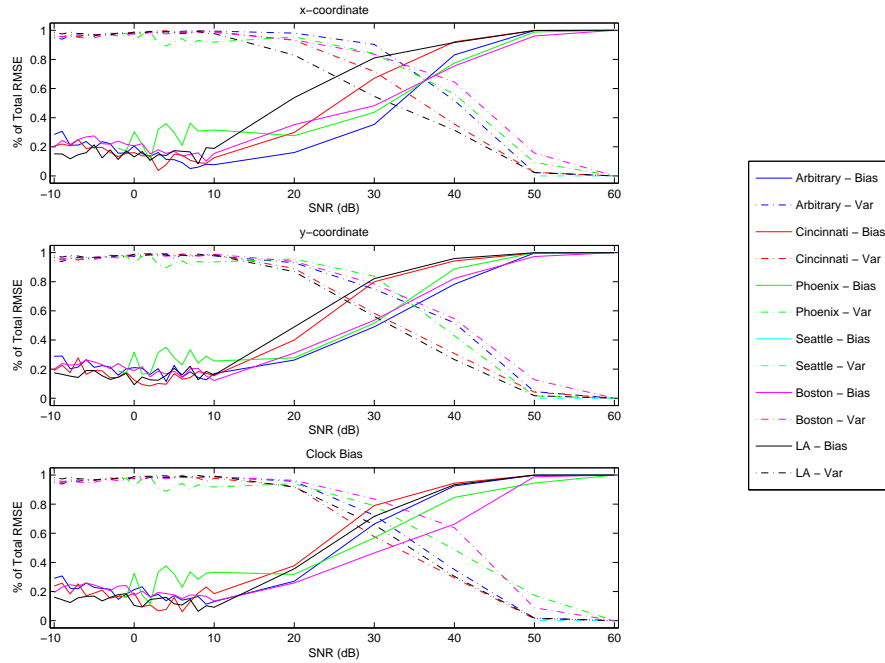 x-coordinate
1
0.8
0.6
0.4
0.2
0
% of Total RMSE
−10 0 10 20 30 40 50 60
SNR (dB)
y-coordinate
1
0.8
0.6
0.4
0.2
0
% of Total RMSE
−10 0 10 20 30 40 50 60
SNR (dB)
Clock Bias
1
0.8
0.6
0.4
0.2
0
% of Total RMSE
−10 0 10 20 30 40 50 60
SNR (dB)
Arbitrary − Bias
Arbitrary − Var
Cincinnati − Bias
Cincinnati − Var
Phoenix − Bias
Phoenix − Var
Seattle − Bias
Seattle − Var
Boston − Bias
Boston − Var
LA − Bias
LA − Var